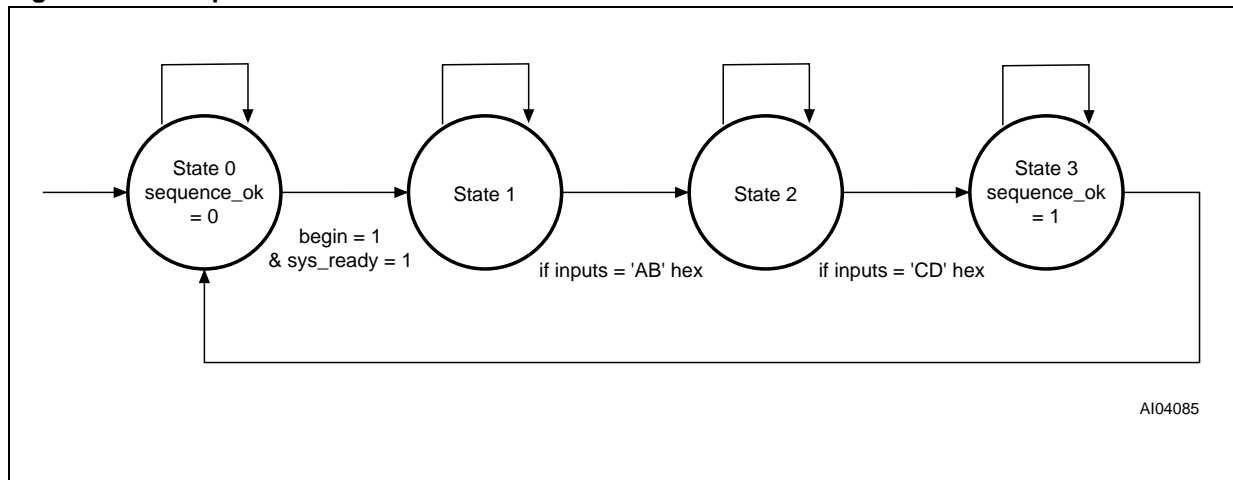 State 0
sequence_ok
= 0
State 1
State 2
State 3
sequence_ok
= 1
begin = 1
& sys_ready = 1
if inputs = 'AB' hex
if inputs = 'CD' hex
AI04085